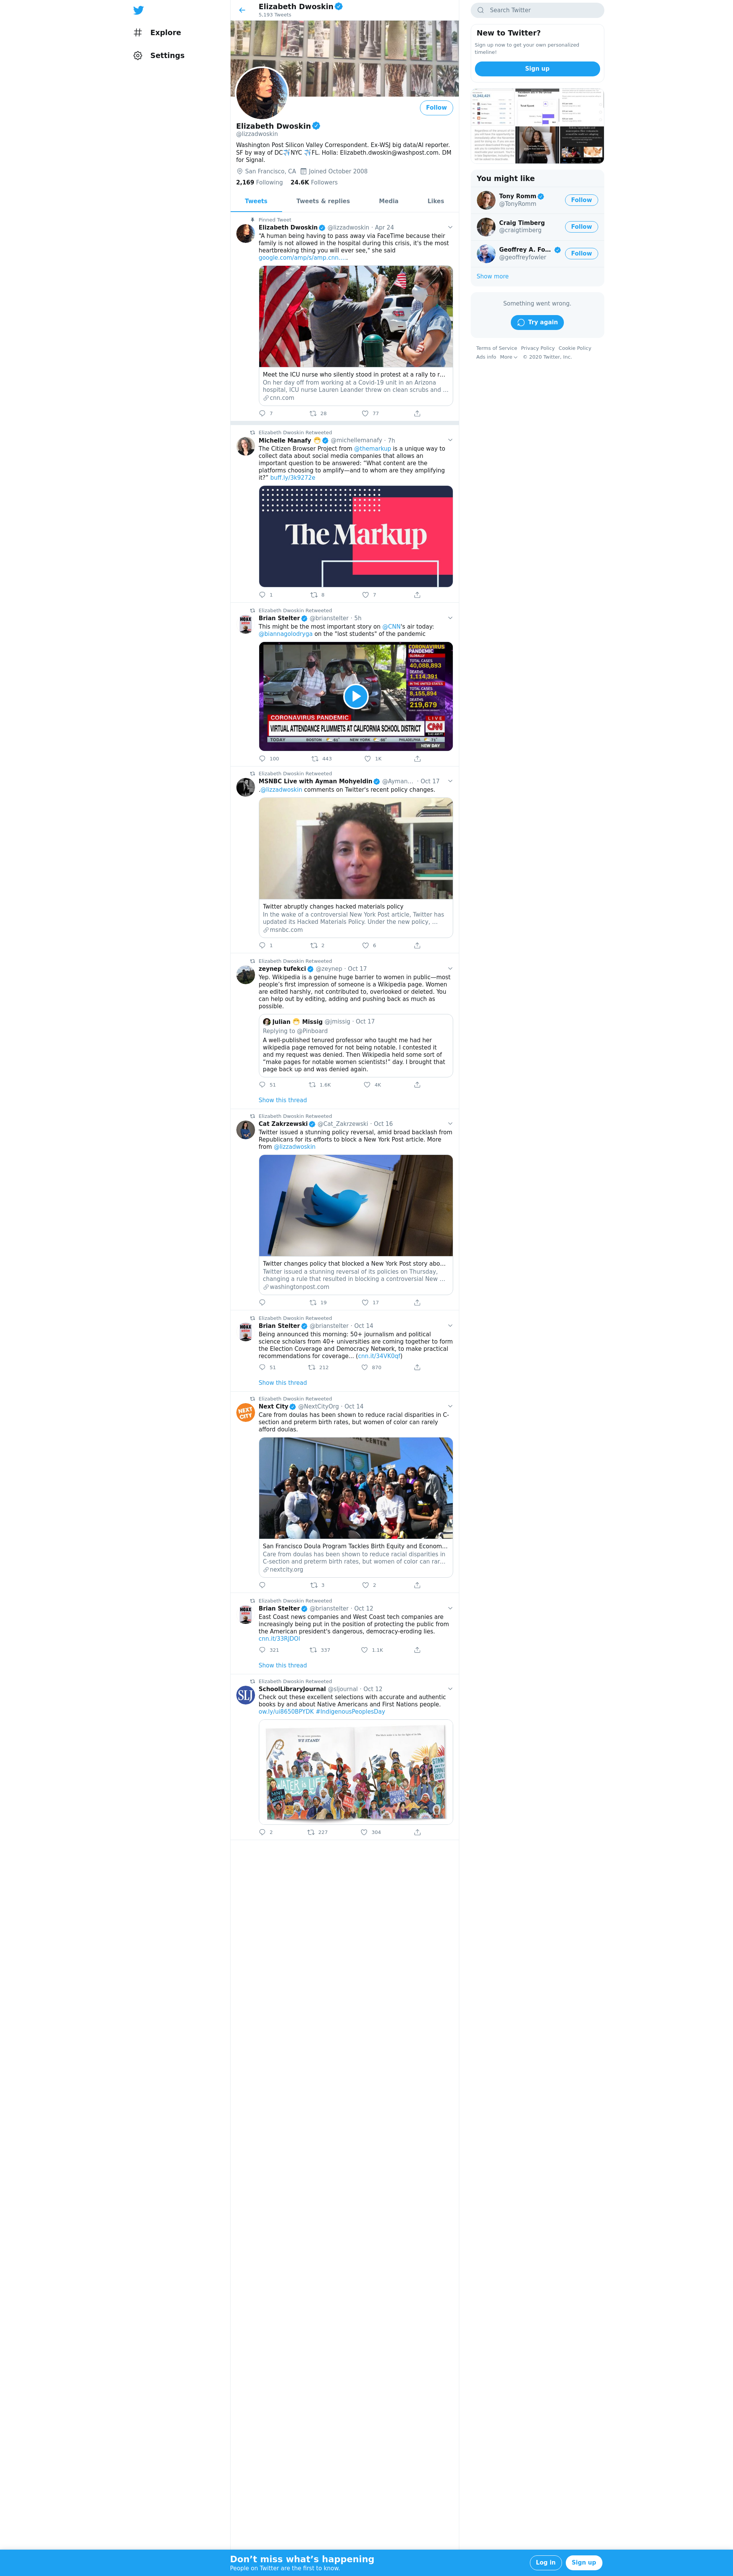 Explore
Settings
Elizabeth Dwoskin
5,193 Tweets
Follow
Elizabeth Dwoskin
@lizzadwoskin
Washington Post Silicon Valley Correspondent. Ex-WSJ big data/AI reporter.
SF by way of DC✈️NYC ✈️FL. Holla: Elizabeth.dwoskin@washpost.com. DM
for Signal.
San Francisco, CA Joined October 2008
2,169 Following 24.6K Followers
Tweets Tweets & replies Media Likes
Pinned Tweet
Elizabeth Dwoskin @lizzadwoskin · Apr 24
"A human being having to pass away via FaceTime because their
family is not allowed in the hospital during this crisis, it's the most
heartbreaking thing you will ever see," she said
google.com/amp/s/amp.cnn.…..
Meet the ICU nurse who silently stood in protest at a rally to r…
On her day off from working at a Covid-19 unit in an Arizona
hospital, ICU nurse Lauren Leander threw on clean scrubs and …
cnn.com
7 28 77
Elizabeth Dwoskin Retweeted
Michelle Manafy 😷 @michellemanafy · 7h
The Citizen Browser Project from @themarkup is a unique way to
collect data about social media companies that allows an
important question to be answered: "What content are the
platforms choosing to amplify—and to whom are they amplifying
it?" buff.ly/3k9272e
The Markup
1 8 7
Elizabeth Dwoskin Retweeted
Brian Stelter @brianstelter · 5h
This might be the most important story on @CNN's air today:
@biannagolodryga on the "lost students" of the pandemic
CORONAVIRUS
PANDEMIC
GLOBALLY
TOTAL CASES
40,088,893
DEATHS
1,114,391
IN THE UNITED STATES
TOTAL CASES
8,155,894
DEATHS
219,679
CORONAVIRUS PANDEMIC
LIVE
VIRTUAL ATTENDANCE PLUMMETS AT CALIFORNIA SCHOOL DISTRICT
CNN
TODAY BOSTON NEW YORK PHILADELPHIA
NEW DAY
100 443 1K
Elizabeth Dwoskin Retweeted
MSNBC Live with Ayman Mohyeldin @Ayman… · Oct 17
.@lizzadwoskin comments on Twitter's recent policy changes.
Twitter abruptly changes hacked materials policy
In the wake of a controversial New York Post article, Twitter has
updated its Hacked Materials Policy. Under the new policy, …
msnbc.com
1 2 6
Elizabeth Dwoskin Retweeted
zeynep tufekci @zeynep · Oct 17
Yep. Wikipedia is a genuine huge barrier to women in public—most
people's first impression of someone is a Wikipedia page. Women
are edited harshly, not contributed to, overlooked or deleted. You
can help out by editing, adding and pushing back as much as
possible.
Julian 😷 Missig @jmissig · Oct 17
Replying to @Pinboard
A well-published tenured professor who taught me had her
wikipedia page removed for not being notable. I contested it
and my request was denied. Then Wikipedia held some sort of
"make pages for notable women scientists!" day. I brought that
page back up and was denied again.
51 1.6K 4K
Show this thread
Elizabeth Dwoskin Retweeted
Cat Zakrzewski @Cat_Zakrzewski · Oct 16
Twitter issued a stunning policy reversal, amid broad backlash from
Republicans for its efforts to block a New York Post article. More
from @lizzadwoskin
Twitter changes policy that blocked a New York Post story abo…
Twitter issued a stunning reversal of its policies on Thursday,
changing a rule that resulted in blocking a controversial New …
washingtonpost.com
19 17
Elizabeth Dwoskin Retweeted
Brian Stelter @brianstelter · Oct 14
Being announced this morning: 50+ journalism and political
science scholars from 40+ universities are coming together to form
the Election Coverage and Democracy Network, to make practical
recommendations for coverage... (cnn.it/34VK0qf)
51 212 870
Show this thread
Elizabeth Dwoskin Retweeted
NEXT CITY
Next City @NextCityOrg · Oct 14
Care from doulas has been shown to reduce racial disparities in C-
section and preterm birth rates, but women of color can rarely
afford doulas.
CENTER
San Francisco Doula Program Tackles Birth Equity and Econom…
Care from doulas has been shown to reduce racial disparities in
C-section and preterm birth rates, but women of color can rar…
nextcity.org
3 2
Elizabeth Dwoskin Retweeted
Brian Stelter @brianstelter · Oct 12
East Coast news companies and West Coast tech companies are
increasingly being put in the position of protecting the public from
the American president's dangerous, democracy-eroding lies.
cnn.it/33RJDOI
321 337 1.1K
Show this thread
Elizabeth Dwoskin Retweeted
SLJ
SchoolLibraryJournal @sljournal · Oct 12
Check out these excellent selections with accurate and authentic
books by and about Native Americans and First Nations people.
ow.ly/ui8650BPYDK #IndigenousPeoplesDay
WE STAND!
WATER is LIFE
2 227 504
Search Twitter
New to Twitter?
Sign up now to get your own personalized
timeline!
Sign up
You might like
Tony Romm
@TonyRomm
Follow
Craig Timberg
@craigtimberg
Follow
Geoffrey A. Fo…
@geoffreyfowler
Follow
Show more
Something went wrong.
Try again
Terms of Service Privacy Policy Cookie Policy
Ads info More © 2020 Twitter, Inc.
Don't miss what's happening
People on Twitter are the first to know.
Log in Sign up